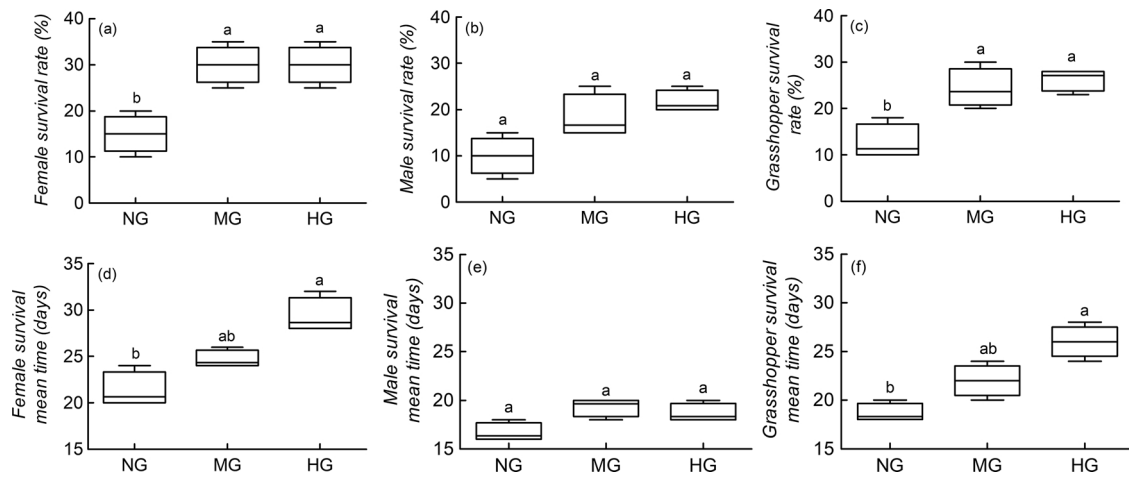 (a)
Female survival rate (%)
40
30
20
10
0
b
a
a
NG
MG
HG
(b)
Male survival rate (%)
40
30
20
10
0
a
a
a
NG
MG
HG
(c)
Grasshopper survival
rate (%)
40
30
20
10
0
b
a
a
NG
MG
HG
(d)
Female survival
mean time (days)
35
30
25
20
15
b
ab
a
NG
MG
HG
(e)
Male survival
mean time (days)
35
30
25
20
15
a
a
a
NG
MG
HG
(f)
Grasshopper survival
mean time (days)
35
30
25
20
15
b
ab
a
NG
MG
HG